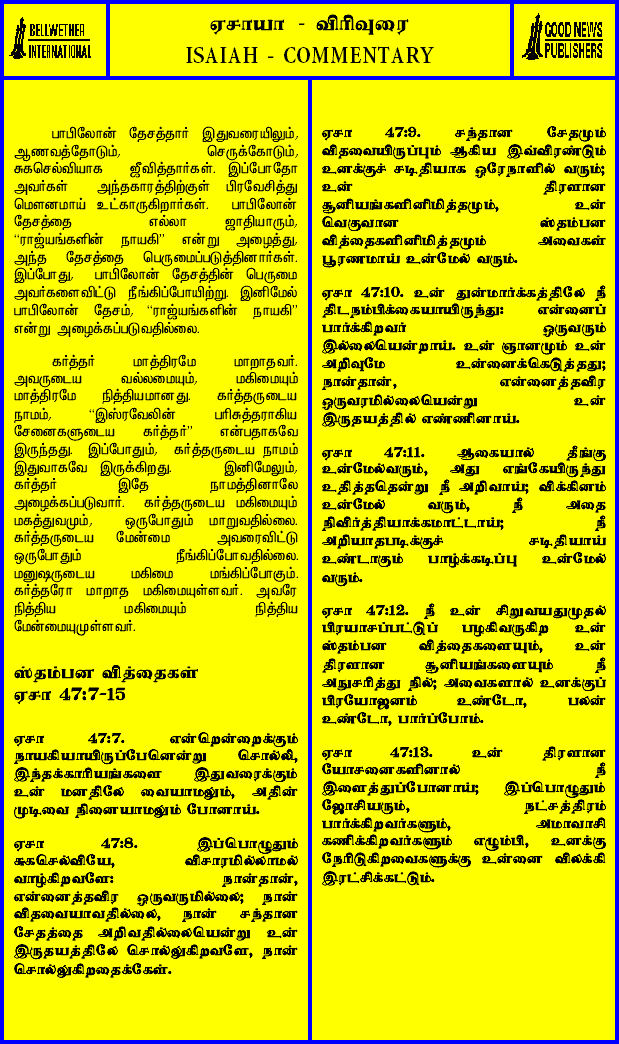 BELLWETHER
INTERNATIONAL
ஏசாயா - விரிவுரை
ISAIAH - COMMENTARY
GOOD NEWS
PUBLISHERS
பாபிலோன் தேசத்தார் இதுவரையிலும்,
ஆணவத்தோடும், செருக்கோடும்,
சுகசெல்வியாக ஜீவித்தார்கள். இப்போதோ
அவர்கள் அந்தகாரத்திற்குள் பிரவேசித்து
மௌனமாய் உட்காருகிறார்கள். பாபிலோன்
தேசத்தை எல்லா ஜாதியாரும்,
“ராஜ்யங்களின் நாயகி” என்று அழைத்து,
அந்த தேசத்தை பெருமைப்படுத்தினார்கள்.
இப்போது, பாபிலோன் தேசத்தின் பெருமை
அவர்களைவிட்டு நீங்கிப்போயிற்று. இனிமேல்
பாபிலோன் தேசம், “ராஜ்யங்களின் நாயகி”
என்று அழைக்கப்படுவதில்லை.
கர்த்தர் மாத்திரமே மாறாதவர்.
அவருடைய வல்லமையும், மகிமையும்
மாத்திரமே நித்தியமானது. கர்த்தருடைய
நாமம், “இஸ்ரவேலின் பரிசுத்தராகிய
சேனைகளுடைய கர்த்தர்” என்பதாகவே
இருந்தது. இப்போதும், கர்த்தருடைய நாமம்
இதுவாகவே இருக்கிறது. இனிமேலும்,
கர்த்தர் இதே நாமத்தினாலே
அழைக்கப்படுவார். கர்த்தருடைய மகிமையும்
மகத்துவமும், ஒருபோதும் மாறுவதில்லை.
கர்த்தருடைய மேன்மை அவரைவிட்டு
ஒருபோதும் நீங்கிப்போவதில்லை.
மனுஷருடைய மகிமை மங்கிப்போகும்.
கர்த்தரோ மாறாத மகிமையுள்ளவர். அவரே
நித்திய மகிமையும் நித்திய
மேன்மையுமுள்ளவர்.
ஸ்தம்பன வித்தைகள்
ஏசா 47:7-15
ஏசா 47:7. என்றென்றைக்கும்
நாயகியாயிருப்பேனென்று சொல்லி,
இந்தக்காரியங்களை இதுவரைக்கும்
உன் மனதிலே வையாமலும், அதின்
முடிவை நினையாமலும் போனாய்.
ஏசா 47:8. இப்பொழுதும்
சுகசெல்வியே, விசாரமில்லாமல்
வாழ்கிறவளே: நான்தான்,
என்னைத்தவிர ஒருவருமில்லை; நான்
விதவையாவதில்லை, நான் சந்தான
சேதத்தை அறிவதில்லையென்று உன்
இருதயத்திலே சொல்லுகிறவளே, நான்
சொல்லுகிறதைக்கேள்.
ஏசா 47:9. சந்தான சேதமும்
விதவையிருப்பும் ஆகிய இவ்விரண்டும்
உனக்குச் சடிதியாக ஒரேநாளில் வரும்;
உன் திரளான
சூனியங்களினிமித்தமும், உன்
வெகுவான ஸ்தம்பன
வித்தைகளினிமித்தமும் அவைகள்
பூரணமாய் உன்மேல் வரும்.
ஏசா 47:10. உன் துன்மார்க்கத்திலே நீ
திடநம்பிக்கையாயிருந்து: என்னைப்
பார்க்கிறவர் ஒருவரும்
இல்லையென்றாய். உன் ஞானமும் உன்
அறிவுமே உன்னைக்கெடுத்தது;
நான்தான், என்னைத்தவிர
ஒருவரமில்லையென்று உன்
இருதயத்தில் எண்ணினாய்.
ஏசா 47:11. ஆகையால் தீங்கு
உன்மேல்வரும், அது எங்கேயிருந்து
உதித்ததென்று நீ அறிவாய்; விக்கினம்
உன்மேல் வரும், நீ அதை
நிவிர்த்தியாக்கமாட்டாய்; நீ
அறியாதபடிக்குச் சடிதியாய்
உண்டாகும் பாழ்க்கடிப்பு உன்மேல்
வரும்.
ஏசா 47:12. நீ உன் சிறுவயதுமுதல்
பிரயாசப்பட்டுப் பழகிவருகிற உன்
ஸ்தம்பன வித்தைகளையும், உன்
திரளான சூனியங்களையும் நீ
அநுசரித்து நில்; அவைகளால் உனக்குப்
பிரயோஜனம் உண்டோ, பலன்
உண்டோ, பார்ப்போம்.
ஏசா 47:13. உன் திரளான
யோசனைகளினால் நீ
இளைத்துப்போனாய்; இப்பொழுதும்
ஜோசியரும், நட்சத்திரம்
பார்க்கிறவர்களும், அமாவாசி
கணிக்கிறவர்களும் எழும்பி, உனக்கு
நேரிடுகிறவைகளுக்கு உன்னை விலக்கி
இரட்சிக்கட்டும்.